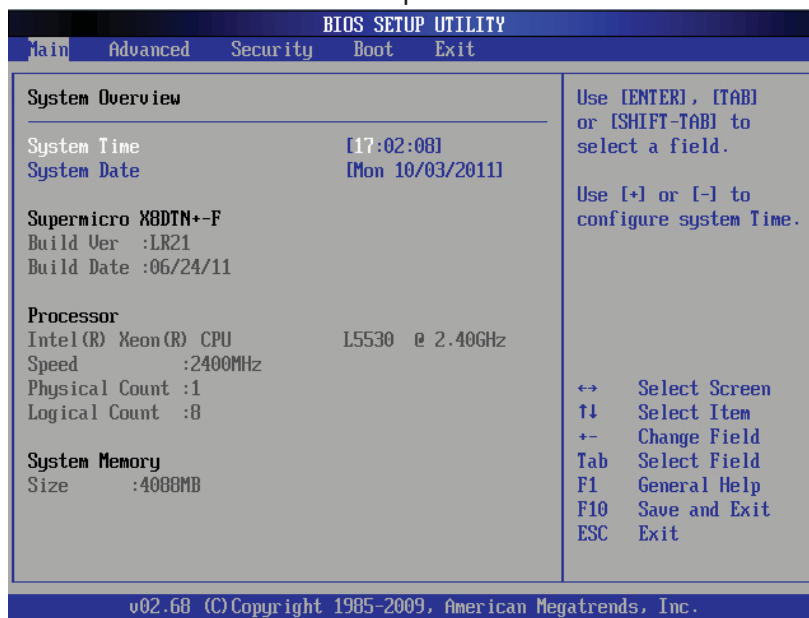 BIOS SETUP UTILITY
Main Advanced Security Boot Exit
System Overview
System Time [17:02:08]
System Date [Mon 10/03/2011]
Supermicro X8DTN+-F
Build Ver :LR21
Build Date :06/24/11
Processor
Intel(R) Xeon(R) CPU L5530 @ 2.40GHz
Speed :2400MHz
Physical Count :1
Logical Count :8
System Memory
Size :4088MB
Use [ENTER], [TAB]
or [SHIFT-TAB] to
select a field.
Use [+] or [-] to
configure system Time.
↔ Select Screen
↑↓ Select Item
+- Change Field
Tab Select Field
F1 General Help
F10 Save and Exit
ESC Exit
v02.68 (C)Copyright 1985-2009, American Megatrends, Inc.